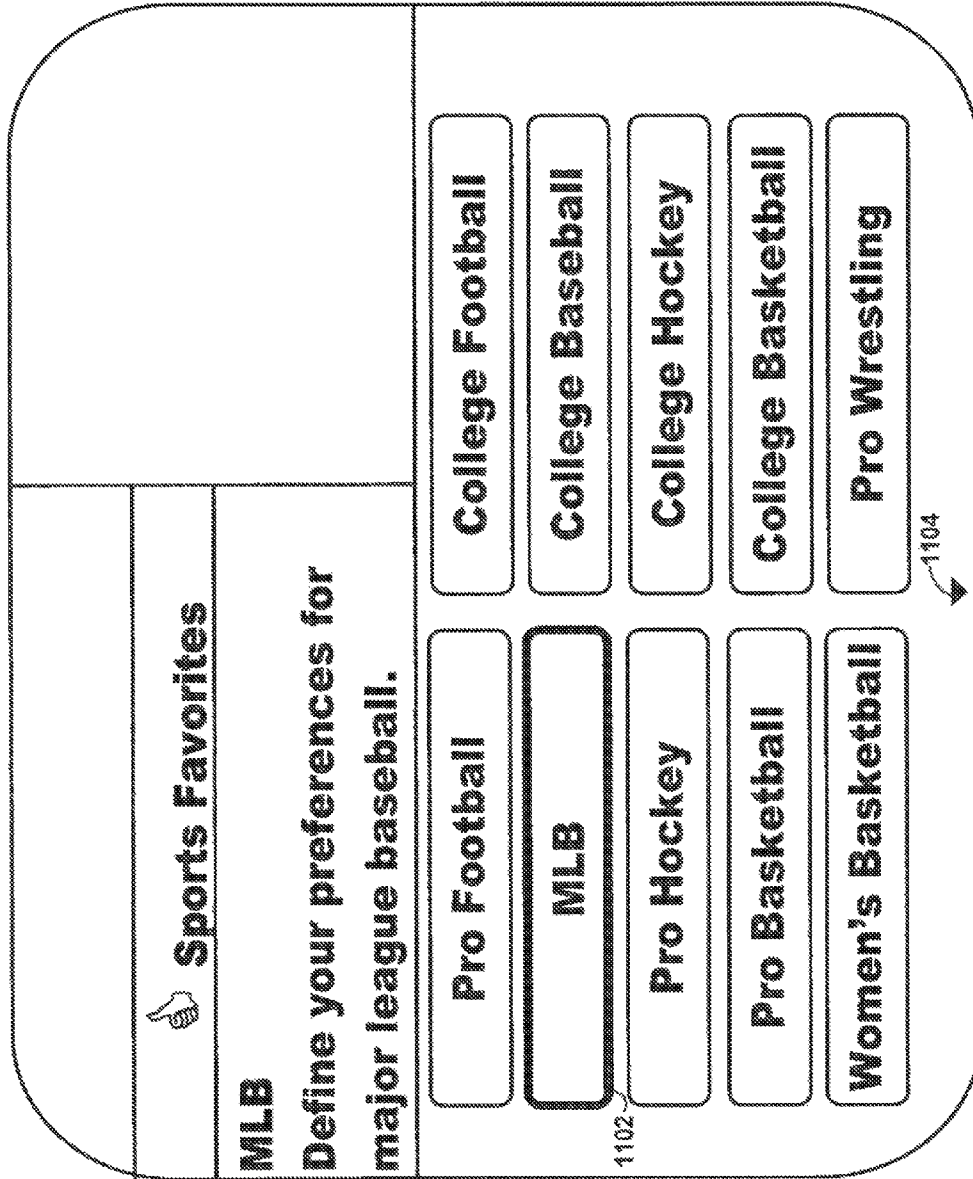 Sports Favorites
MLB
Define your preferences for
major league baseball.
Pro Football
College Football
MLB
College Baseball
1102
Pro Hockey
College Hockey
Pro Basketball
College Basketball
Women's Basketball
Pro Wrestling
1104